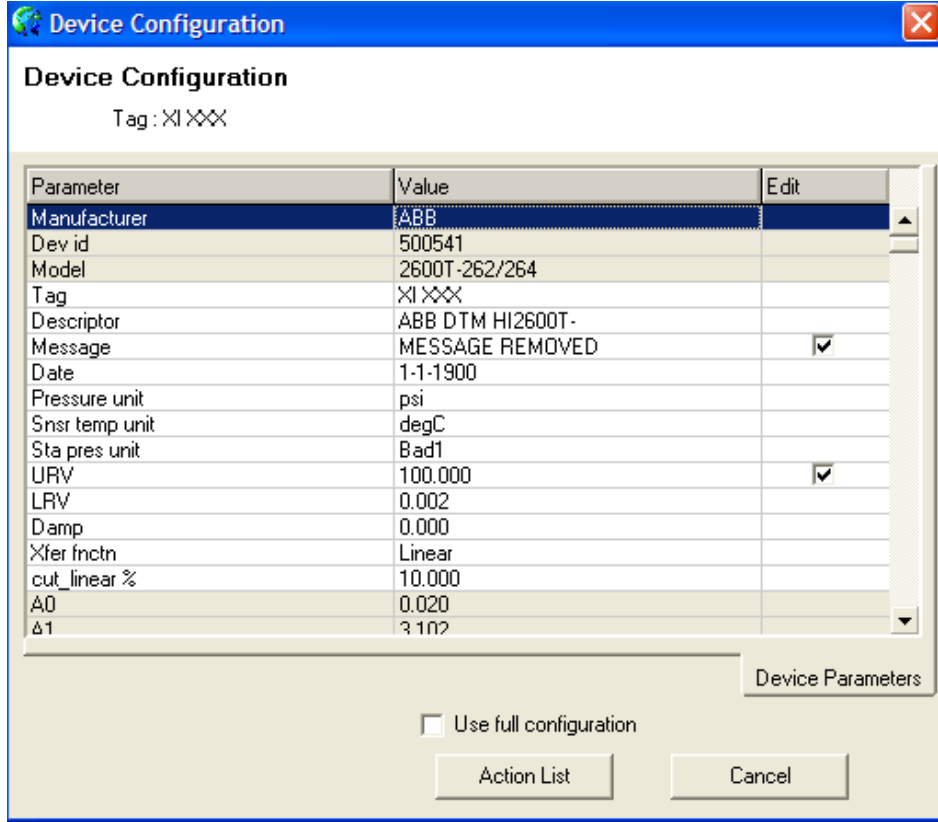 Device Configuration
Device Configuration
Tag : XI XXX
Parameter Value Edit
Manufacturer ABB
Dev id 500541
Model 2600T-262/264
Tag XI XXX
Descriptor ABB DTM HI2600T-
Message MESSAGE REMOVED
Date 1-1-1900
Pressure unit psi
Snsr temp unit degC
Sta pres unit Bad1
URV 100.000
LRV 0.002
Damp 0.000
Xfer fnctn Linear
cut_linear % 10.000
A0 0.020
A1 3.102
Device Parameters
Use full configuration
Action List Cancel